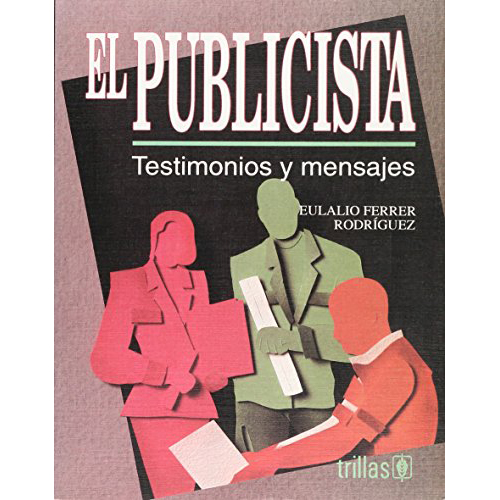 EL PUBLICISTA
Testimonios y mensajes
EULALIO FERRER
RODRÍGUEZ
trillas